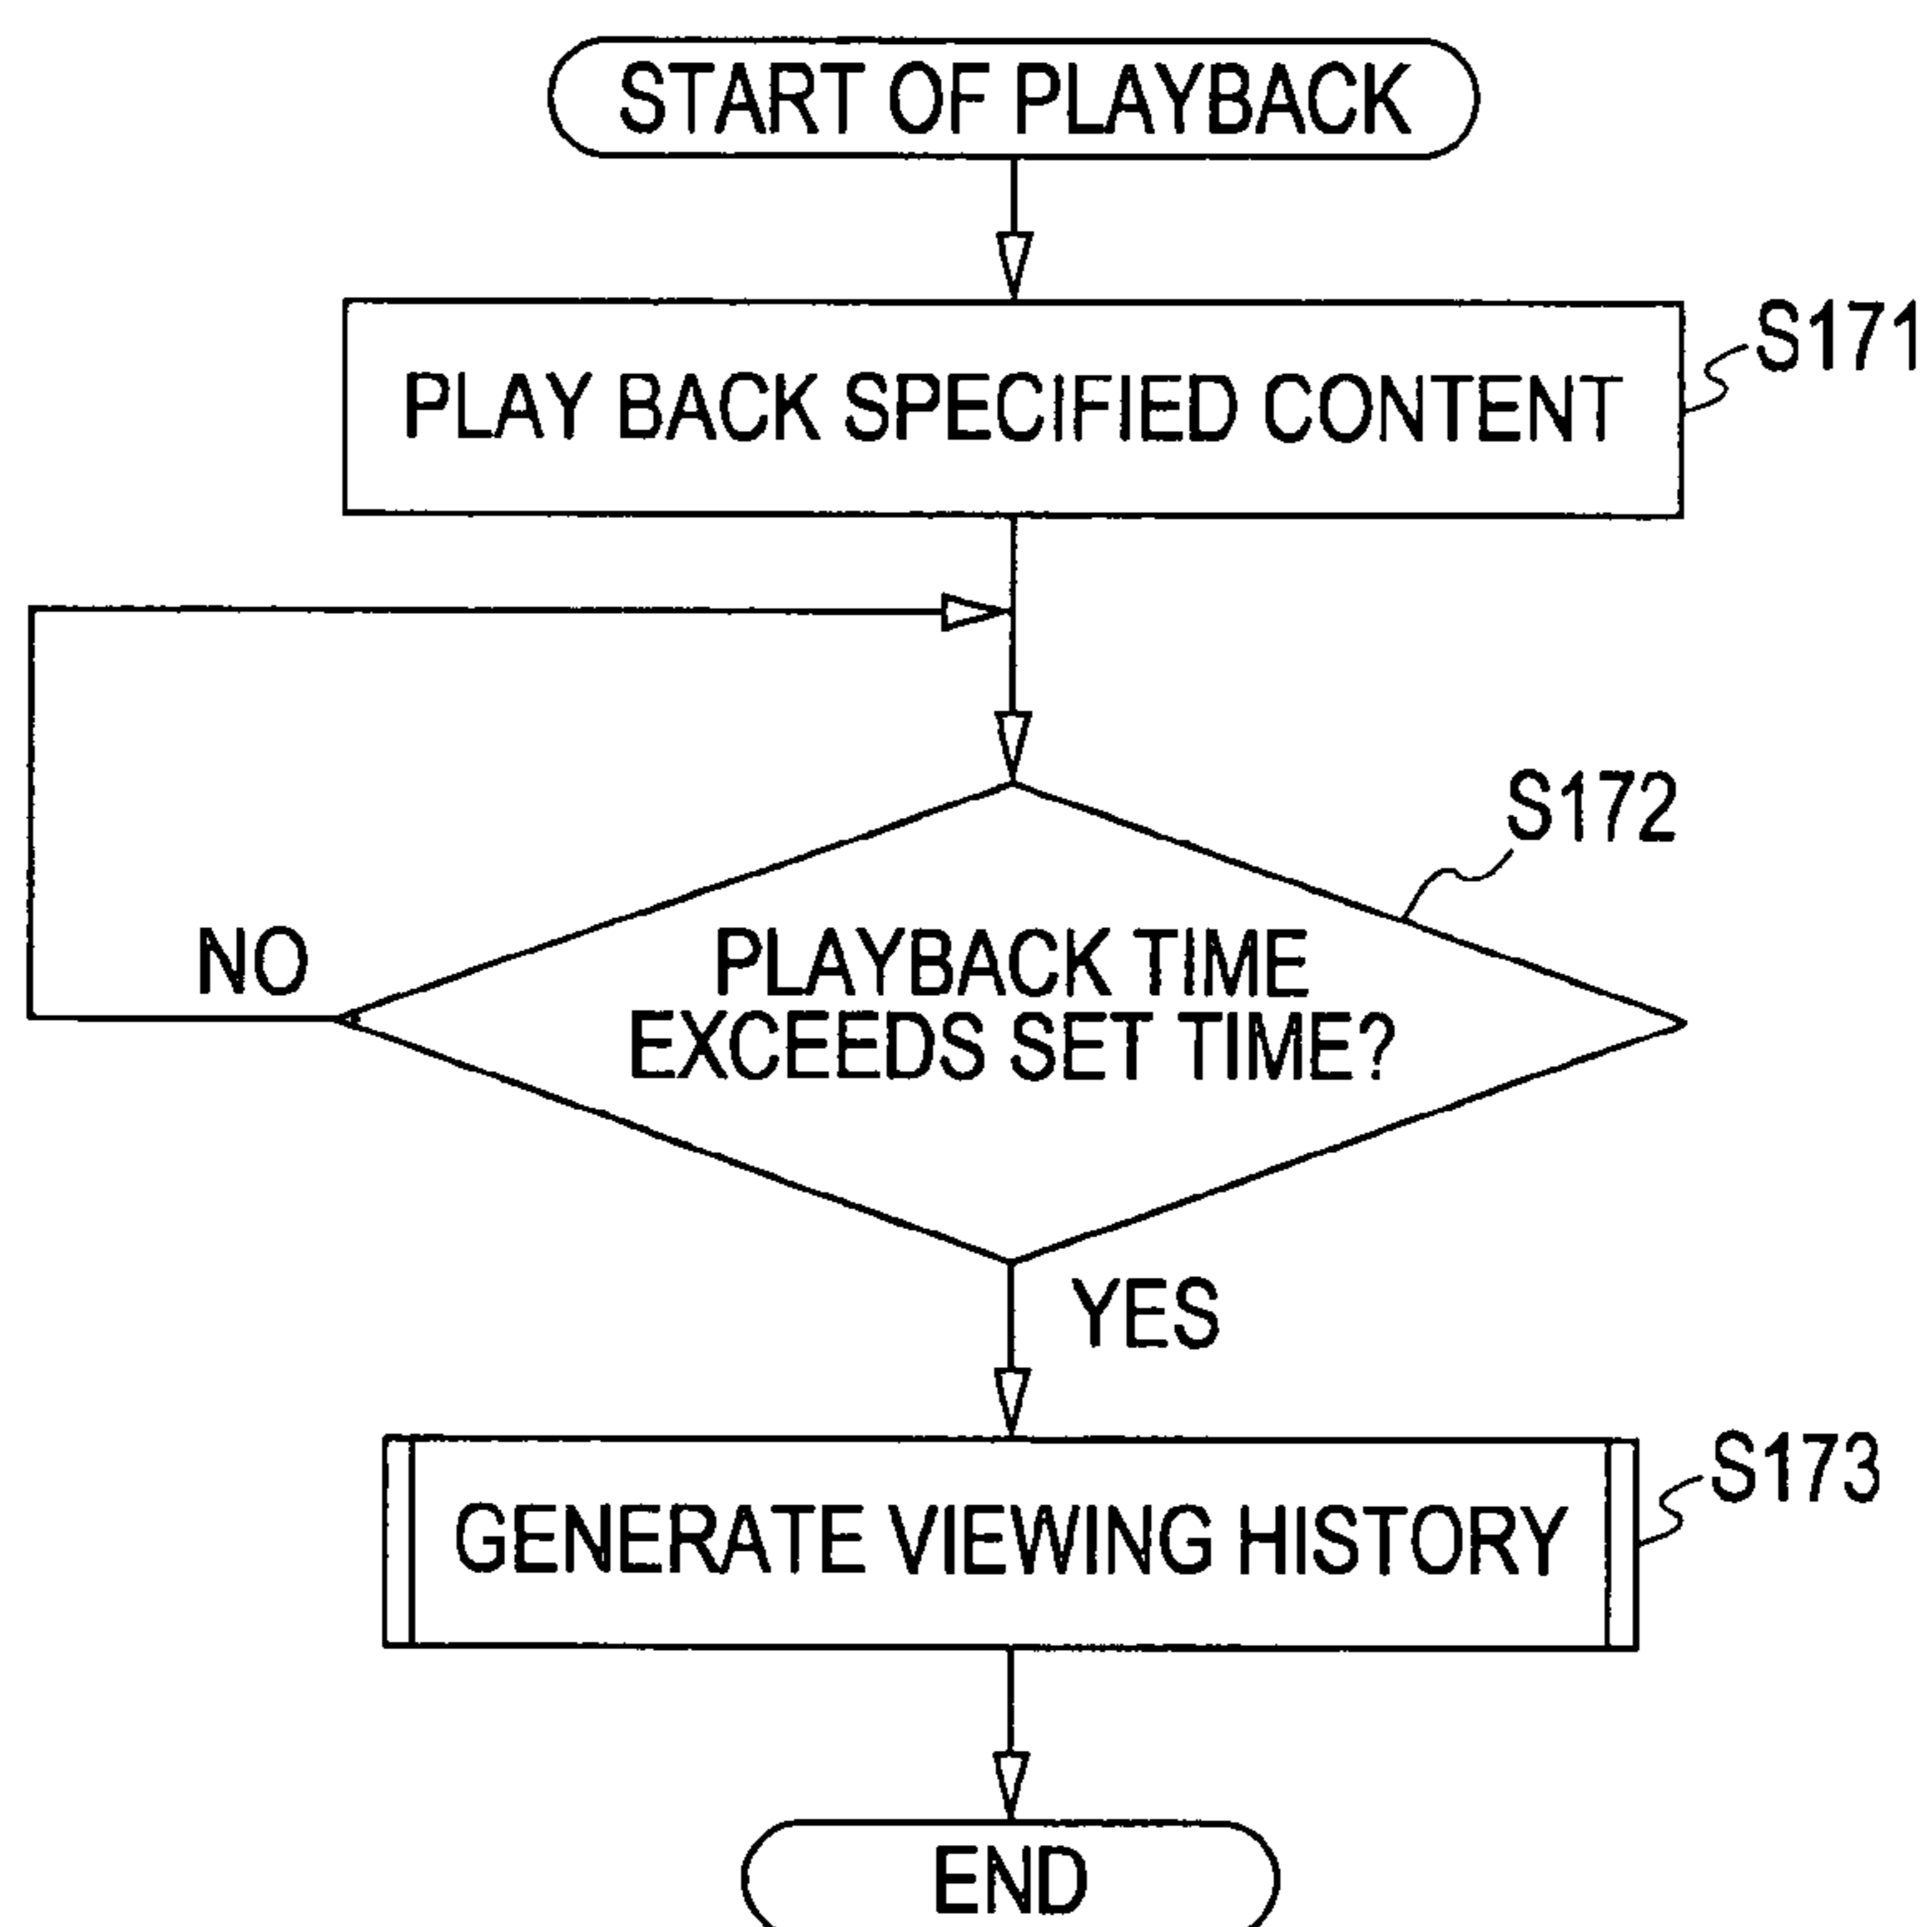 START OF PLAYBACK
PLAY BACK SPECIFIED CONTENT
S171
S172
NO
PLAYBACK TIME
EXCEEDS SET TIME?
YES
GENERATE VIEWING HISTORY
S173
END